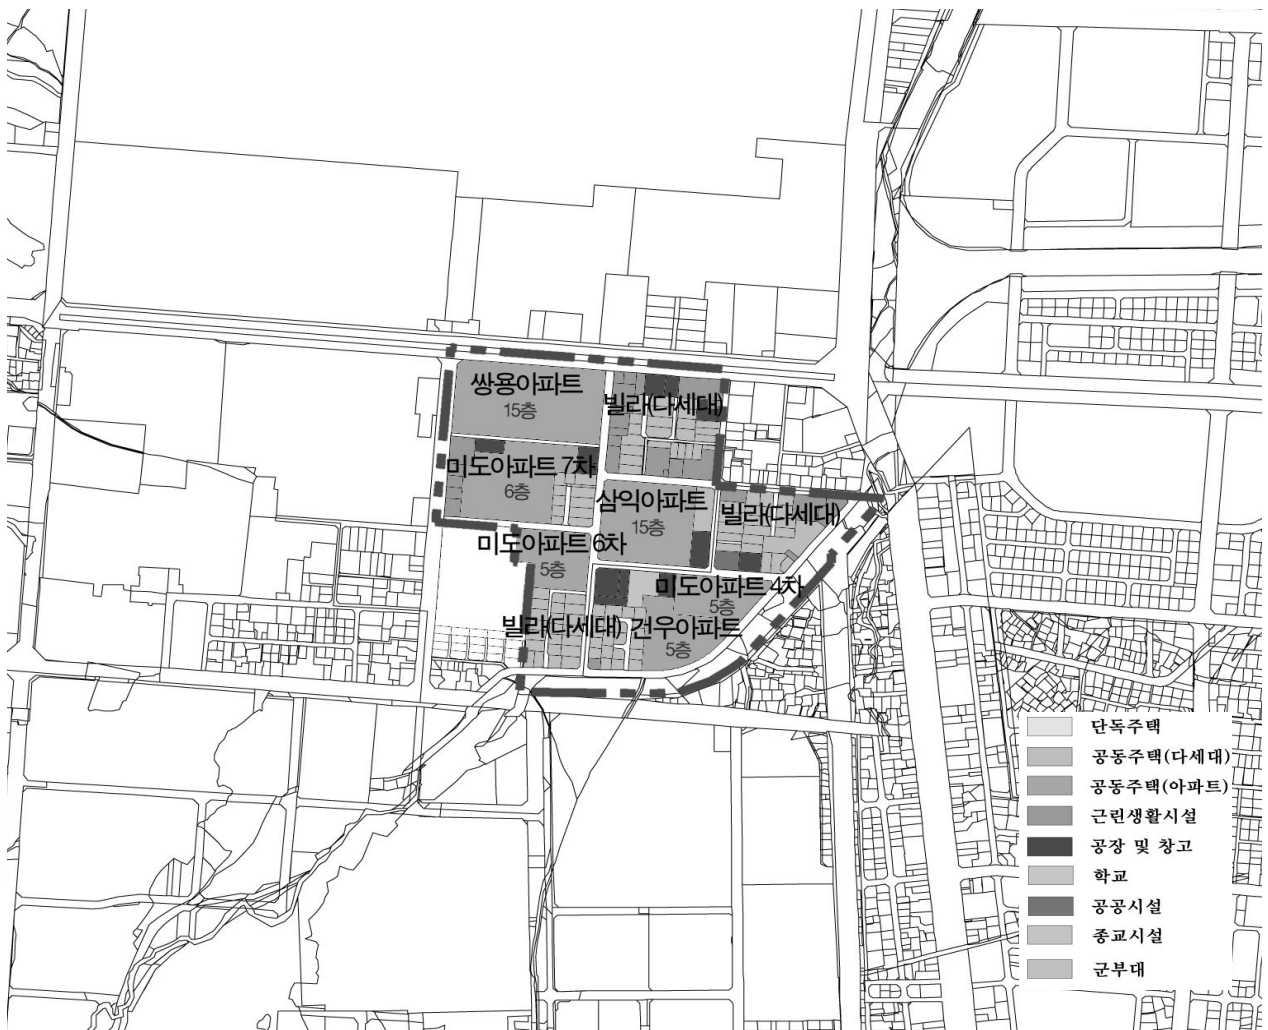 쌍용아파트
15층
빌라(다세대)
미도아파트 7차
6층
삼익아파트
15층
빌라(다세대)
미도아파트 6차
5층
미도아파트 4차
5층
빌라(다세대)
건우아파트
5층
단독주택
공동주택(다세대)
공동주택(아파트)
근린생활시설
공장 및 창고
학교
공공시설
종교시설
군부대